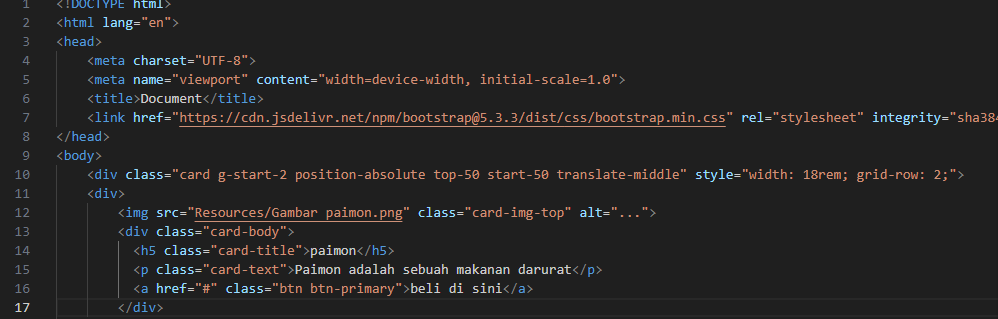 1 <!DOCTYPE html>
2 <html lang="en">
3 <head>
4 <meta charset="UTF-8">
5 <meta name="viewport" content="width=device-width, initial-scale=1.0">
6 <title>Document</title>
7 <link href="https://cdn.jsdelivr.net/npm/bootstrap@5.3.3/dist/css/bootstrap.min.css" rel="stylesheet" integrity="sha384
8 </head>
9 <body>
10 <div class="card g-start-2 position-absolute top-50 start-50 translate-middle" style="width: 18rem; grid-row: 2;">
11 <div>
12 <img src="Resources/Gambar paimon.png" class="card-img-top" alt="...">
13 <div class="card-body">
14 <h5 class="card-title">paimon</h5>
15 <p class="card-text">Paimon adalah sebuah makanan darurat</p>
16 <a href="#" class="btn btn-primary">beli di sini</a>
17 </div>